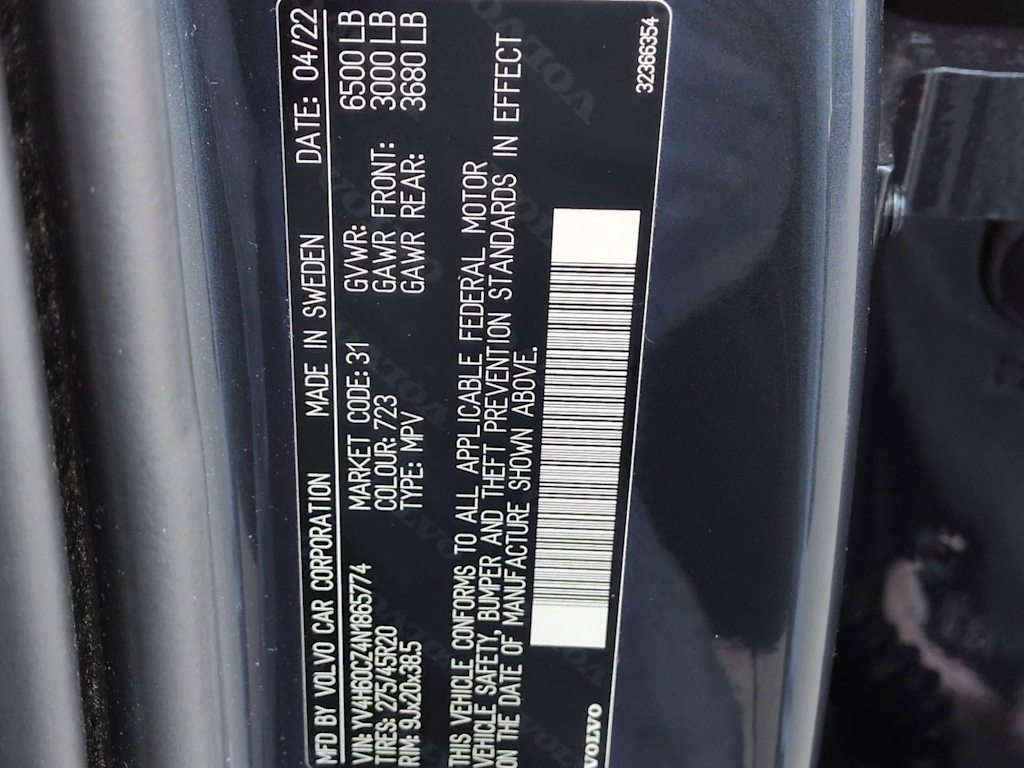 MFD BY VOLVO CAR CORPORATION MADE IN SWEDEN DATE: 04/22
VIN: YV4H60CZ4N1865774 MARKET CODE: 31 GVWR: 6500 LB
TIRES: 275/45R20 COLOUR: 723 GAWR FRONT: 3000 LB
RIM: 9Jx20x38.5 TYPE: MPV GAWR REAR: 3680 LB
THIS VEHICLE CONFORMS TO ALL APPLICABLE FEDERAL MOTOR
VEHICLE SAFETY, BUMPER AND THEFT PREVENTION STANDARDS IN EFFECT
ON THE DATE OF MANUFACTURE SHOWN ABOVE.
VOLVO
32366354